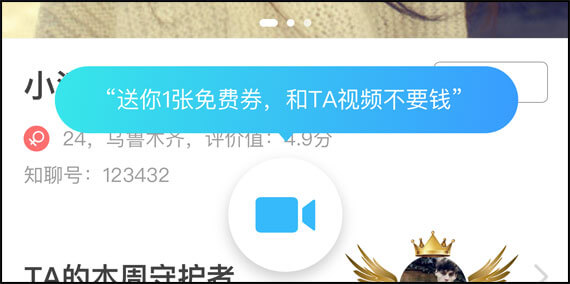 小
“送你1张免费券，和TA视频不要钱”
24，乌鲁木齐，评价值：4.9分
知聊号：123432
TA的本周守护者